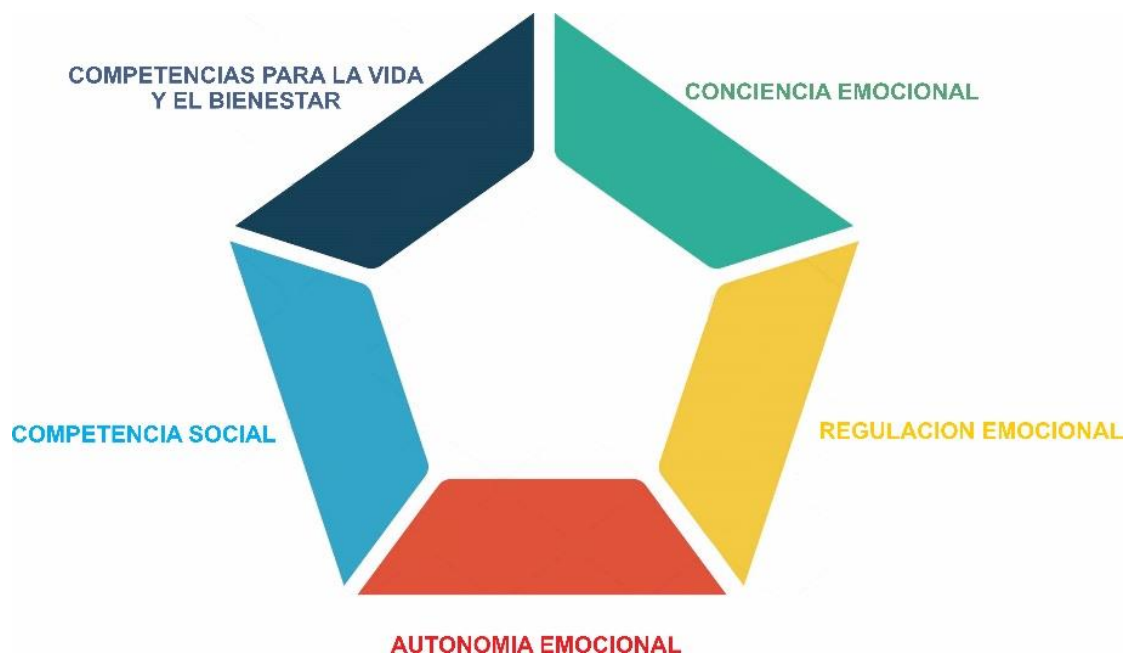 COMPETENCIAS PARA LA VIDA
Y EL BIENESTAR
CONCIENCIA EMOCIONAL
COMPETENCIA SOCIAL
REGULACION EMOCIONAL
AUTONOMIA EMOCIONAL